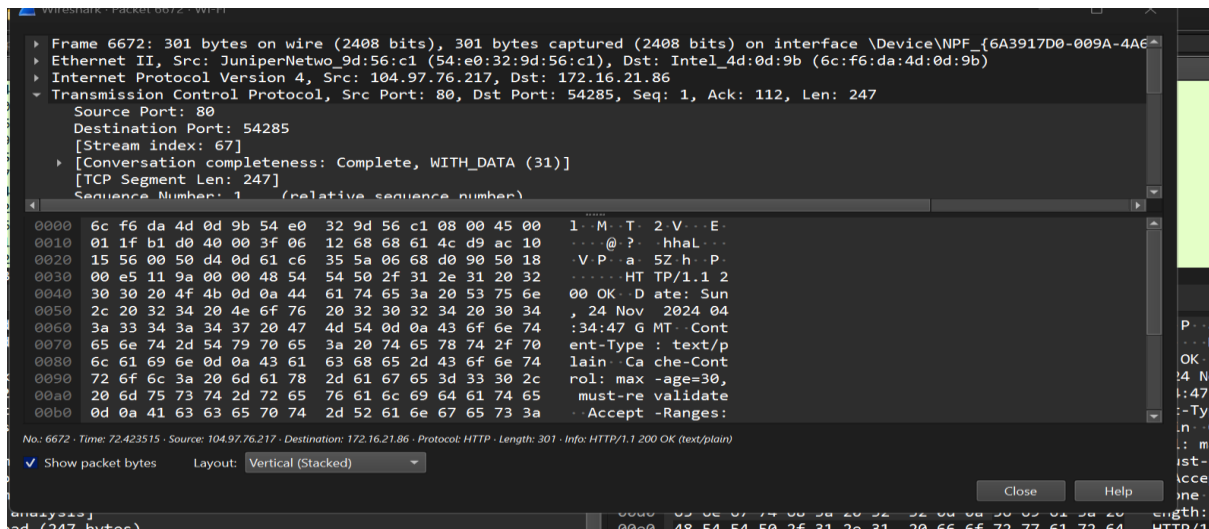 Wireshark · Packet 6672 · Wi-Fi
Frame 6672: 301 bytes on wire (2408 bits), 301 bytes captured (2408 bits) on interface \Device\NPF_{6A3917D0-009A-4A6
Ethernet II, Src: JuniperNetwo_9d:56:c1 (54:e0:32:9d:56:c1), Dst: Intel_4d:0d:9b (6c:f6:da:4d:0d:9b)
Internet Protocol Version 4, Src: 104.97.76.217, Dst: 172.16.21.86
Transmission Control Protocol, Src Port: 80, Dst Port: 54285, Seq: 1, Ack: 112, Len: 247
Source Port: 80
Destination Port: 54285
[Stream index: 67]
[Conversation completeness: Complete, WITH_DATA (31)]
[TCP Segment Len: 247]
Sequence Number: 1 (relative sequence number)
0000 6c f6 da 4d 0d 9b 54 e0 32 9d 56 c1 08 00 45 00 l··M··T· 2·V···E·
0010 01 1f b1 d0 40 00 3f 06 12 68 68 61 4c d9 ac 10 ····@·?· ·hhaL···
0020 15 56 00 50 d4 0d 61 c6 35 5a 06 68 d0 90 50 18 ·V·P··a· 5Z·h··P·
0030 00 e5 11 9a 00 00 48 54 54 50 2f 31 2e 31 20 32 ······HT TP/1.1 2
0040 30 30 20 4f 4b 0d 0a 44 61 74 65 3a 20 53 75 6e 00 OK··D ate: Sun
0050 2c 20 32 34 20 4e 6f 76 20 32 30 32 34 20 30 34 , 24 Nov 2024 04
0060 3a 33 34 3a 34 37 20 47 4d 54 0d 0a 43 6f 6e 74 :34:47 G MT··Cont
0070 65 6e 74 2d 54 79 70 65 3a 20 74 65 78 74 2f 70 ent-Type : text/p
0080 6c 61 69 6e 0d 0a 43 61 63 68 65 2d 43 6f 6e 74 lain··Ca che-Cont
0090 72 6f 6c 3a 20 6d 61 78 2d 61 67 65 3d 33 30 2c rol: max -age=30,
00a0 20 6d 75 73 74 2d 72 65 76 61 6c 69 64 61 74 65 must-re validate
00b0 0d 0a 41 63 63 65 70 74 2d 52 61 6e 67 65 73 3a ··Accept -Ranges:
No.: 6672 · Time: 72.423515 · Source: 104.97.76.217 · Destination: 172.16.21.86 · Protocol: HTTP · Length: 301 · Info: HTTP/1.1 200 OK (text/plain)
Show packet bytes Layout: Vertical (Stacked)
Close Help